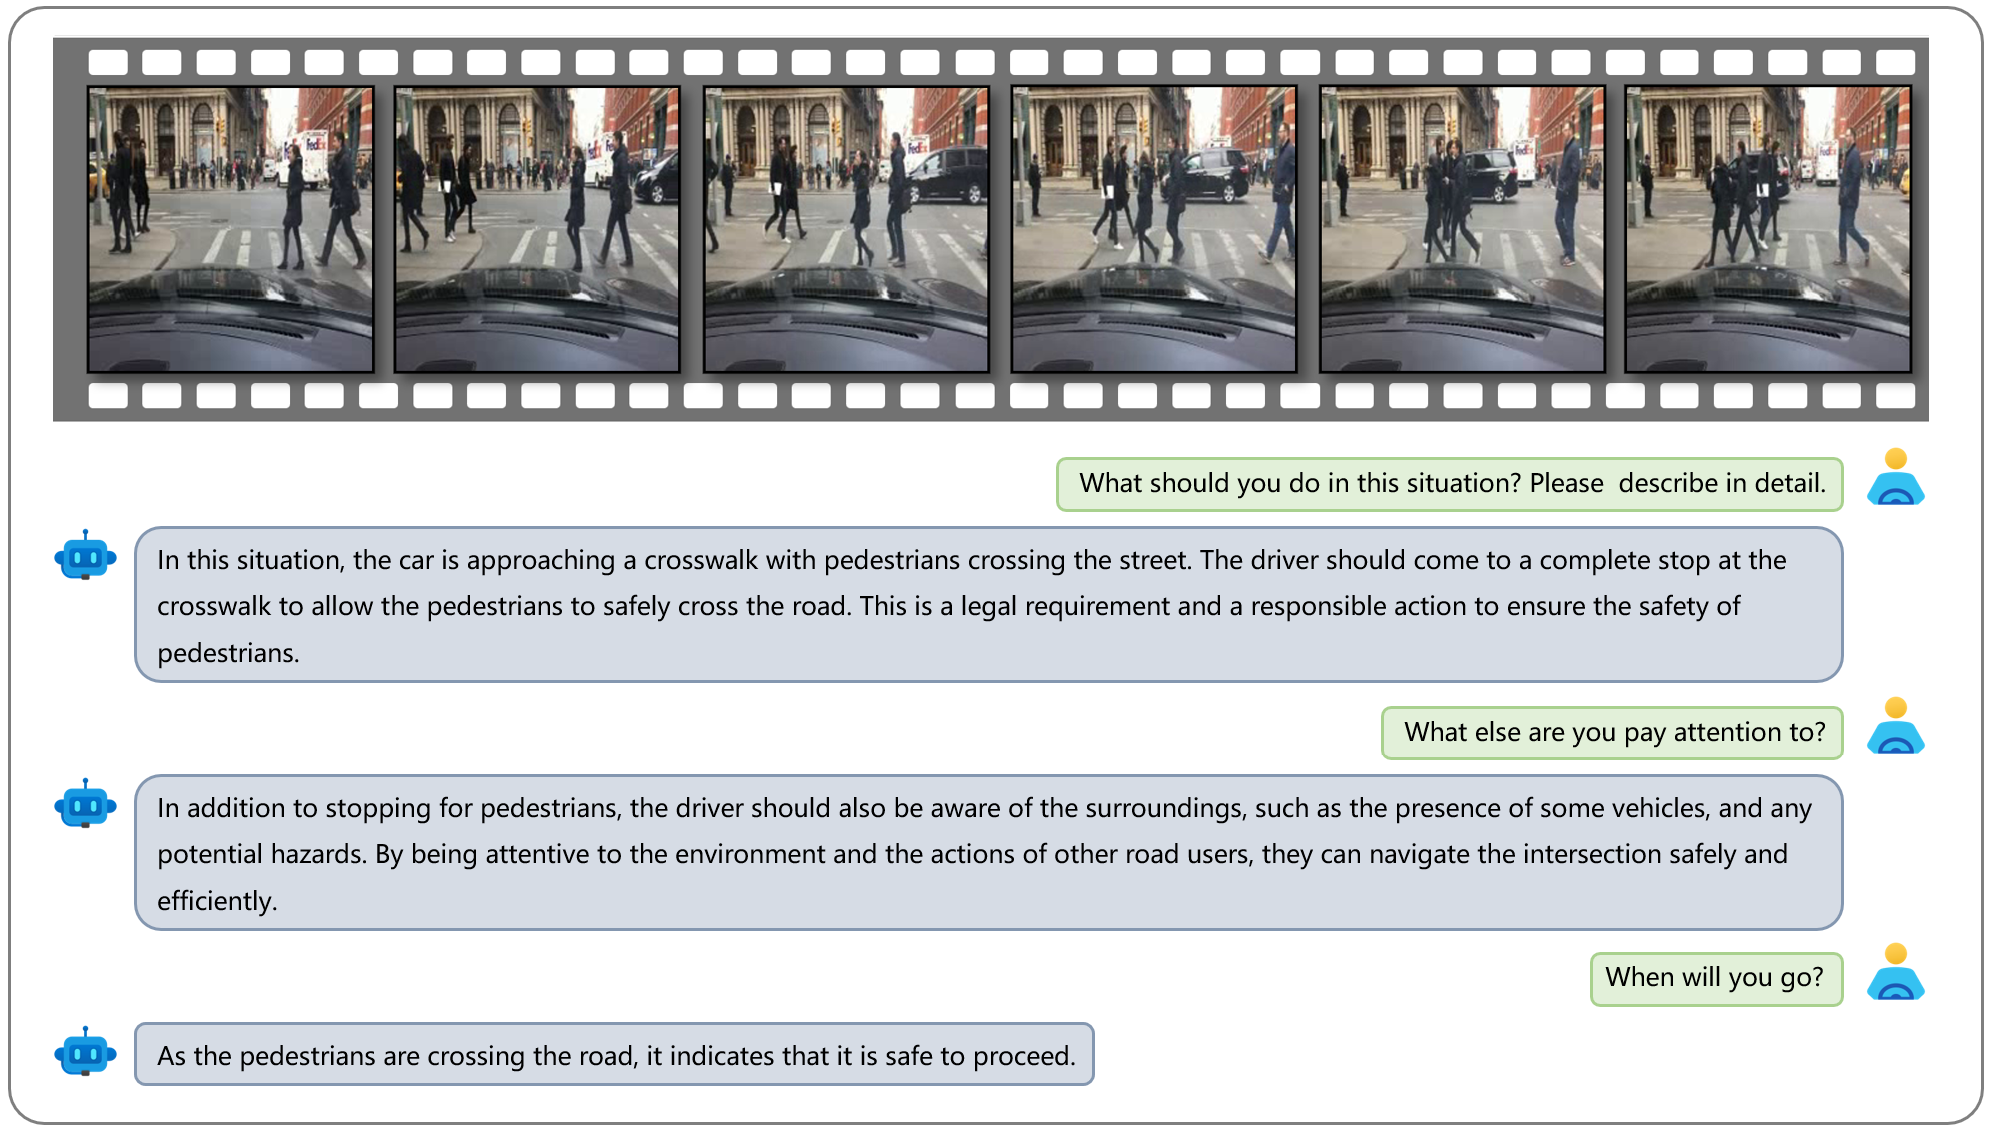 FedEx
FedEx
FedEx
FedEx
FedEx
What should you do in this situation? Please describe in detail.
In this situation, the car is approaching a crosswalk with pedestrians crossing the street. The driver should come to a complete stop at the
crosswalk to allow the pedestrians to safely cross the road. This is a legal requirement and a responsible action to ensure the safety of
pedestrians.
What else are you pay attention to?
In addition to stopping for pedestrians, the driver should also be aware of the surroundings, such as the presence of some vehicles, and any
potential hazards. By being attentive to the environment and the actions of other road users, they can navigate the intersection safely and
efficiently.
When will you go?
As the pedestrians are crossing the road, it indicates that it is safe to proceed.